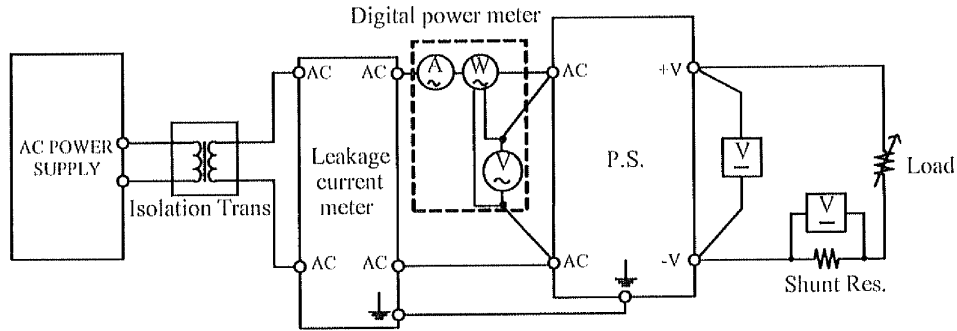 Digital power meter
AC POWER
SUPPLY
Isolation Trans
AC
AC
Leakage
current
meter
AC
AC
A
W
V
AC
AC
P.S.
+V
-V
V
Load
V
Shunt Res.